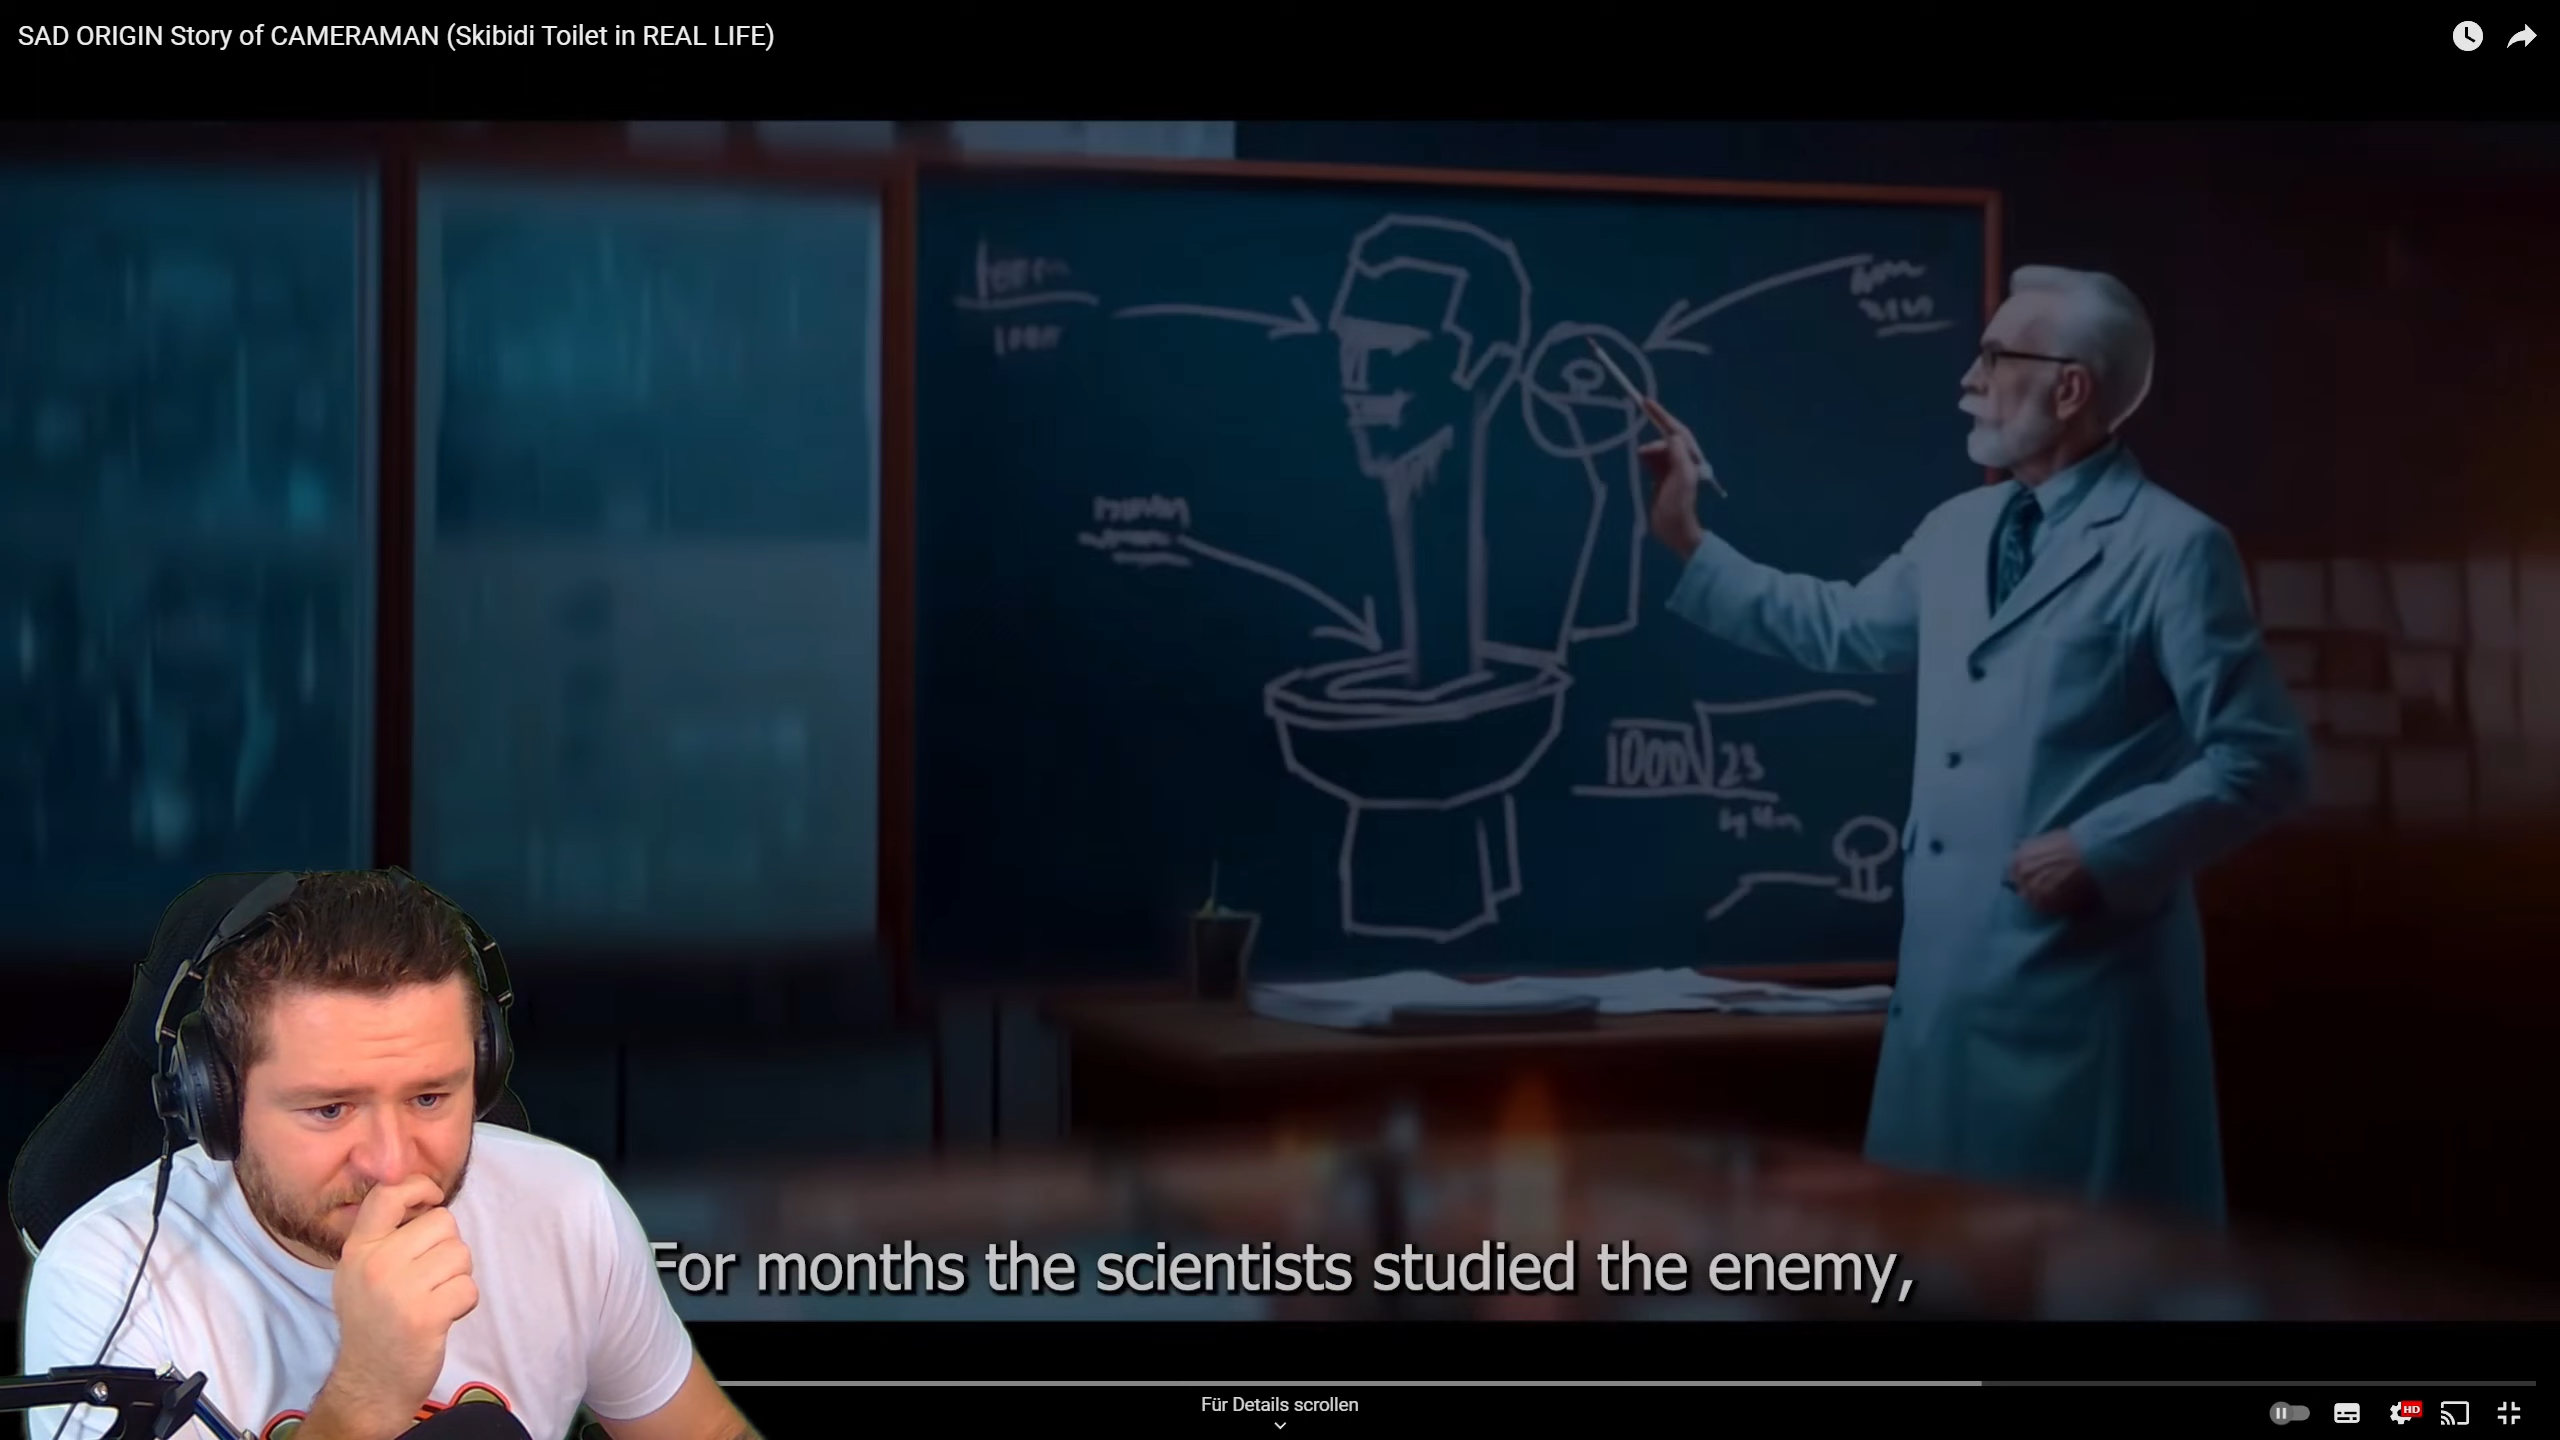 SAD ORIGIN Story of CAMERAMAN (Skibidi Toilet in REAL LIFE)
1000√23
For months the scientists studied the enemy,
Für Details scrollen
HD